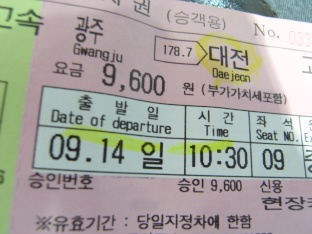 권 (승객용) No. 033
고속 광주 178.7 대전
Gwangju Daejeon
요금 9,600 원 (부가가치세포함)
출발일 시간 좌석
Date of departure Time Seat NO.
09.14 일 10:30 09
승인번호 승인 9,600 신용
현장
※유효기간 : 당일지정차에 한함